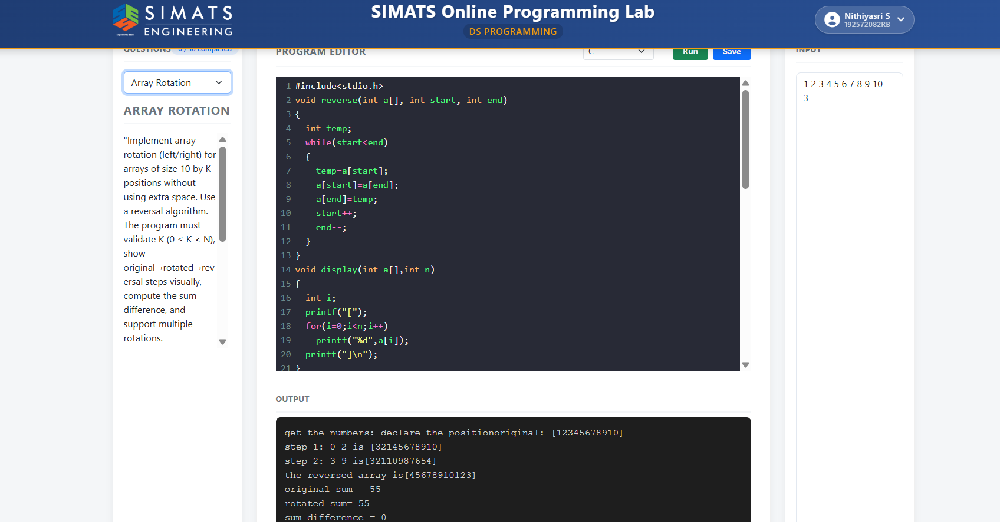 SIMATS
ENGINEERING
Engineer to Excel
SIMATS Online Programming Lab
DS PROGRAMMING
Nithiyasri S
192572082RB
QUESTIONS
completed
Array Rotation
ARRAY ROTATION
"Implement array
rotation (left/right) for
arrays of size 10 by K
positions without
using extra space. Use
a reversal algorithm.
The program must
validate K (0 ≤ K < N),
show
original→rotated→rev
ersal steps visually,
compute the sum
difference, and
support multiple
rotations.
PROGRAM EDITOR
C
Run
Save
1 #include<stdio.h>
2 void reverse(int a[], int start, int end)
3 {
4 int temp;
5 while(start<end)
6 {
7 temp=a[start];
8 a[start]=a[end];
9 a[end]=temp;
10 start++;
11 end--;
12 }
13 }
14 void display(int a[],int n)
15 {
16 int i;
17 printf("[");
18 for(i=0;i<n;i++)
19 printf("%d",a[i]);
20 printf("]\n");
21 }
OUTPUT
get the numbers: declare the positionoriginal: [12345678910]
step 1: 0-2 is [32145678910]
step 2: 3-9 is[32110987654]
the reversed array is[45678910123]
original sum = 55
rotated sum= 55
sum difference = 0
INPUT
1 2 3 4 5 6 7 8 9 10
3